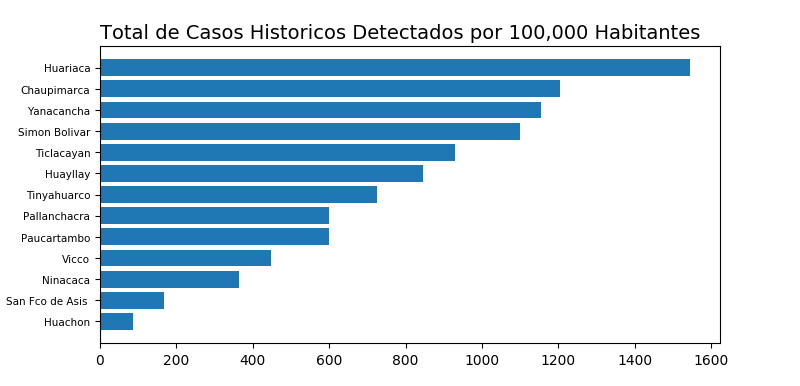 Total de Casos Historicos Detectados por 100,000 Habitantes
Huariaca
Chaupimarca
Yanacancha
Simon Bolivar
Ticlacayan
Huayllay
Tinyahuarco
Pallanchacra
Paucartambo
Vicco
Ninacaca
San Fco de Asis
Huachon
0 200 400 600 800 1000 1200 1400 1600